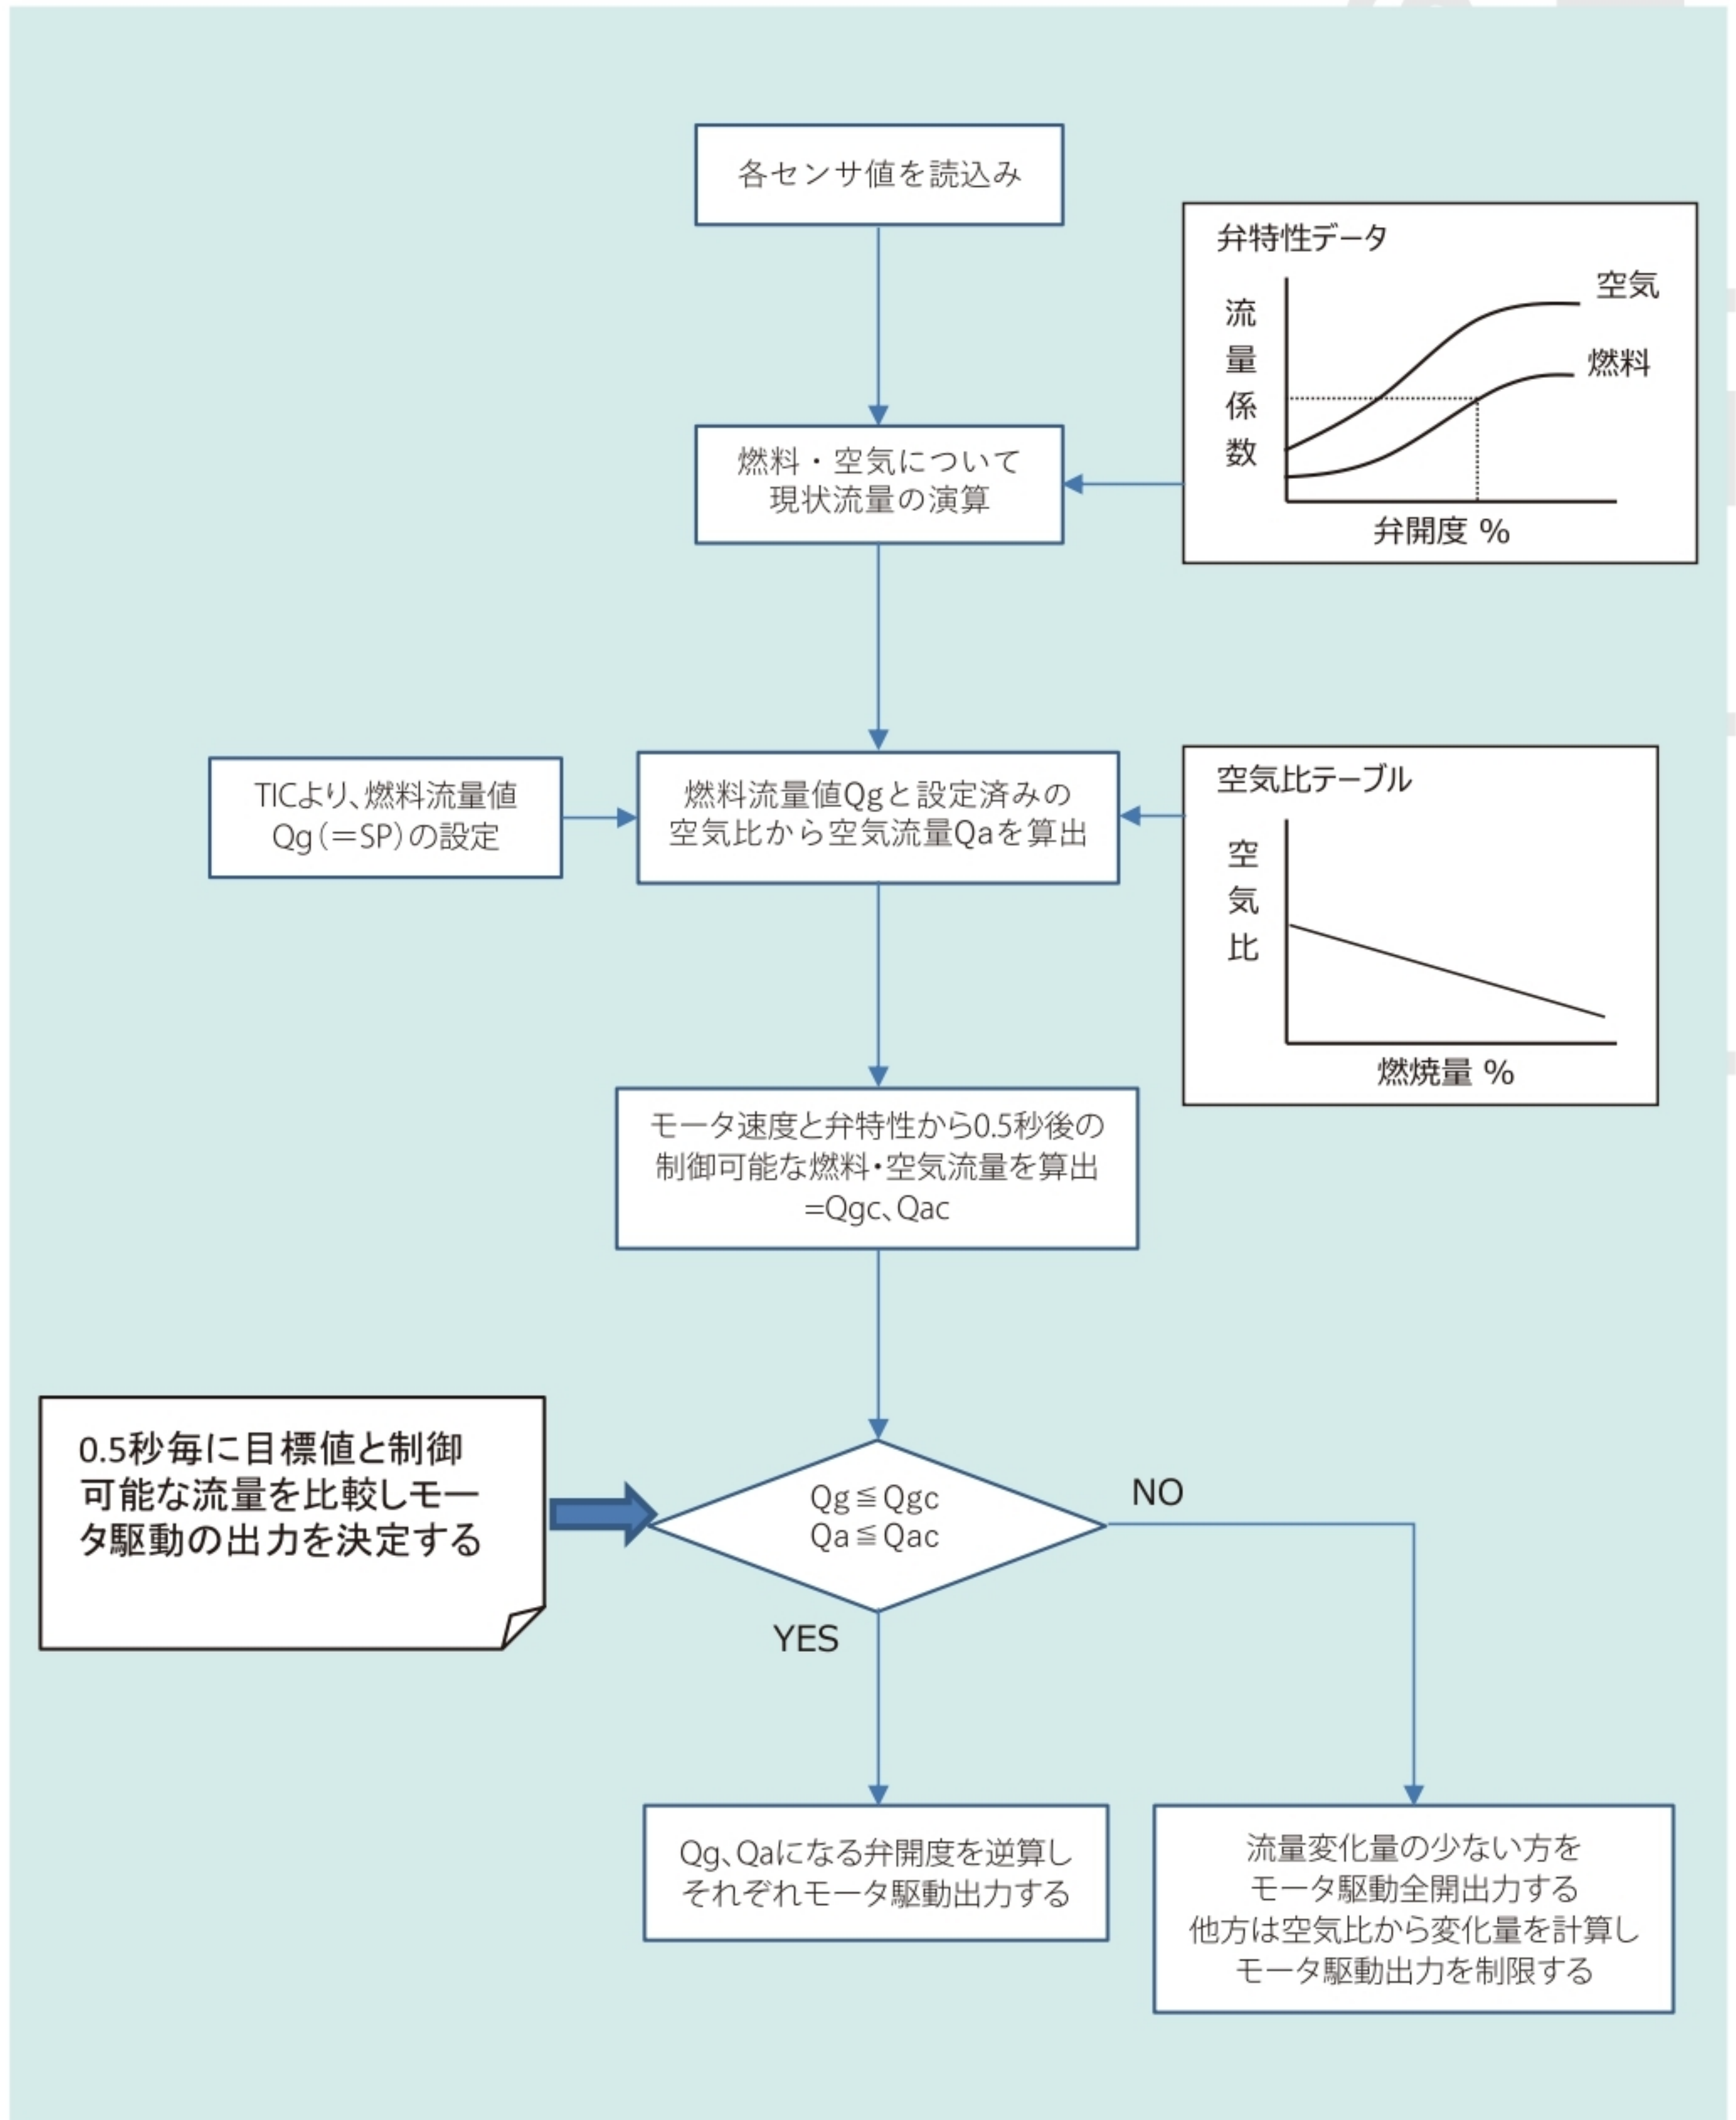 各センサ値を読込み
弁特性データ
流量係数
空気
燃料
弁開度 %
燃料・空気について
現状流量の演算
TICより、燃料流量値
Qg（＝SP）の設定
燃料流量値Qgと設定済みの
空気比から空気流量Qaを算出
空気比テーブル
空気比
燃焼量 %
モータ速度と弁特性から0.5秒後の
制御可能な燃料・空気流量を算出
=Qgc、Qac
0.5秒毎に目標値と制御
可能な流量を比較しモー
タ駆動の出力を決定する
Qg≦Qgc
Qa≦Qac
NO
YES
Qg、Qaになる弁開度を逆算し
それぞれモータ駆動出力する
流量変化量の少ない方を
モータ駆動全開出力する
他方は空気比から変化量を計算し
モータ駆動出力を制限する